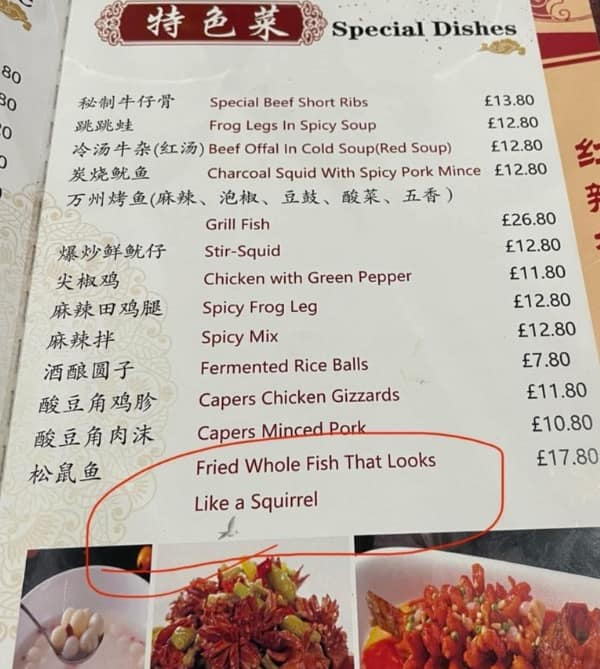 特色菜 Special Dishes
秘制牛仔骨 Special Beef Short Ribs £13.80
跳跳蛙 Frog Legs In Spicy Soup £12.80
冷汤牛杂(红汤) Beef Offal In Cold Soup(Red Soup) £12.80
炭烧鱿鱼 Charcoal Squid With Spicy Pork Mince £12.80
万州烤鱼(麻辣、泡椒、豆鼓、酸菜、五香)
Grill Fish £26.80
爆炒鲜鱿仔 Stir-Squid £12.80
尖椒鸡 Chicken with Green Pepper £11.80
麻辣田鸡腿 Spicy Frog Leg £12.80
麻辣拌 Spicy Mix £12.80
酒酿圆子 Fermented Rice Balls £7.80
酸豆角鸡胗 Capers Chicken Gizzards £11.80
酸豆角肉沫 Capers Minced Pork £10.80
松鼠鱼 Fried Whole Fish That Looks £17.80
Like a Squirrel